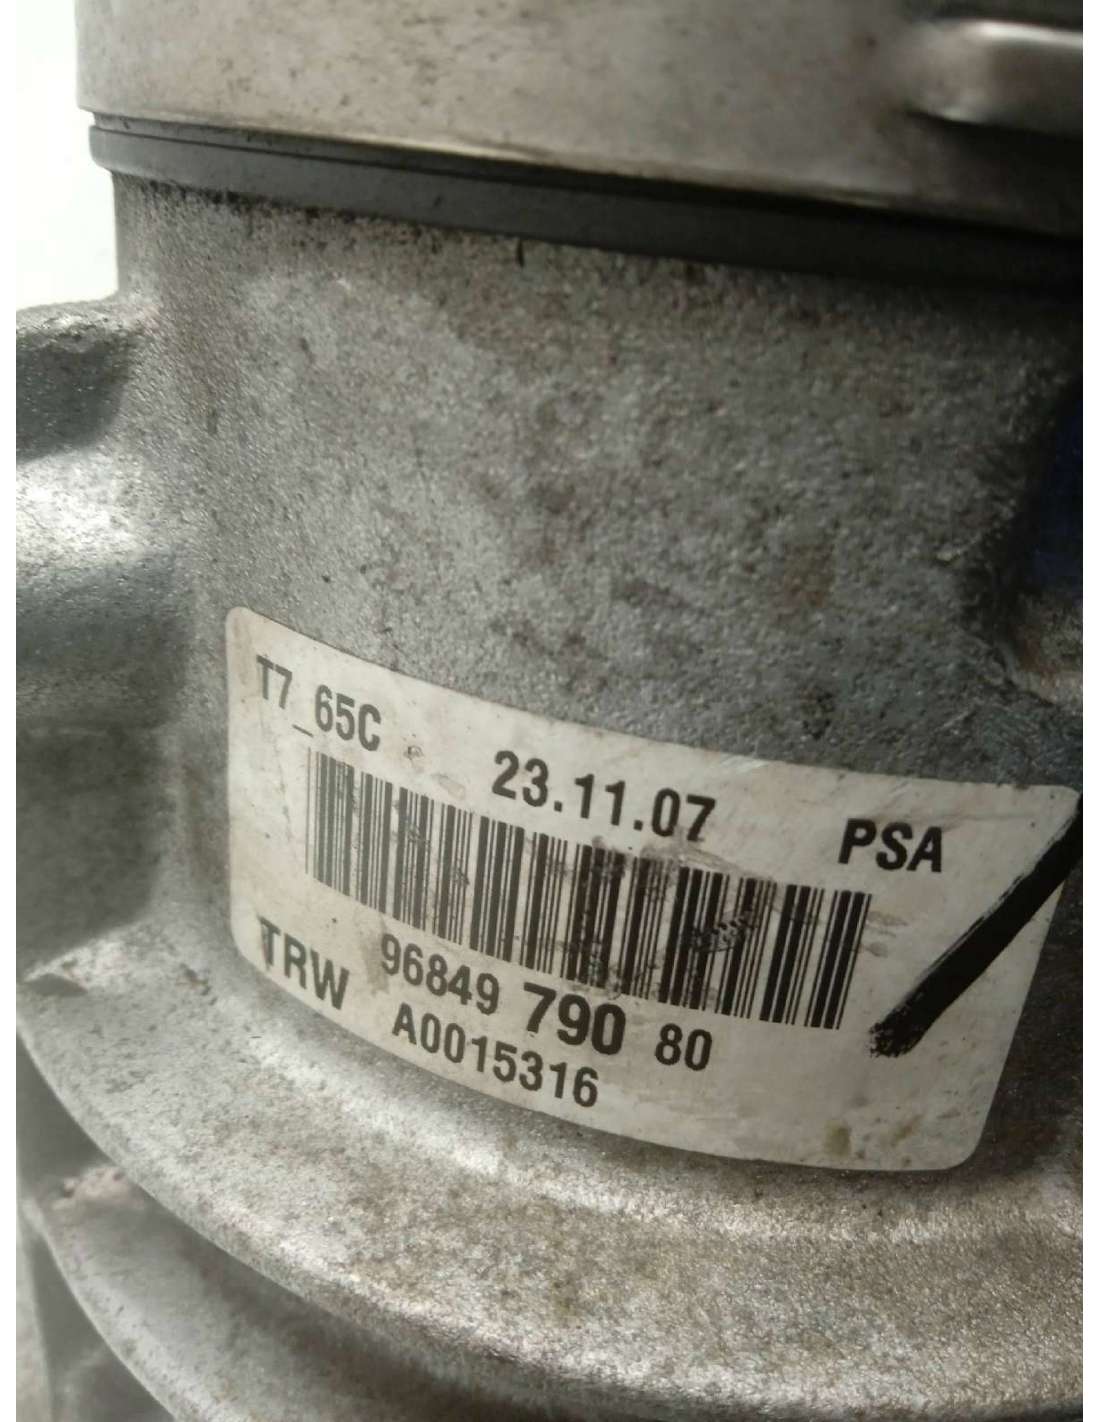 T7_65C 23.11.07 PSA
96849 790 80
TRW A0015316